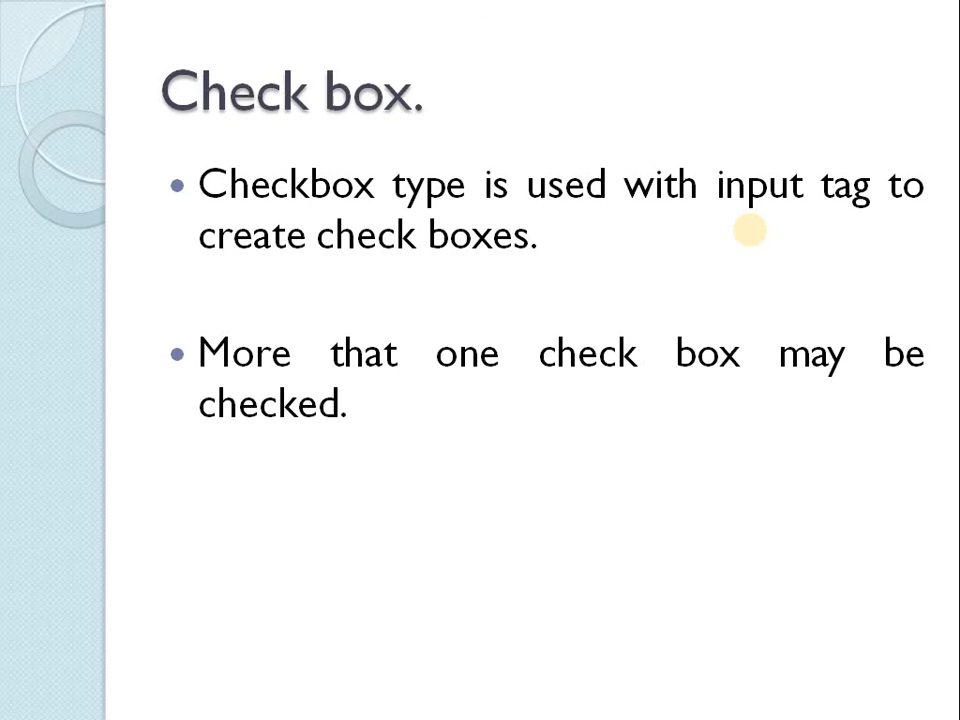 Check box.
• Checkbox type is used with input tag to
create check boxes.
• More that one check box may be
checked.